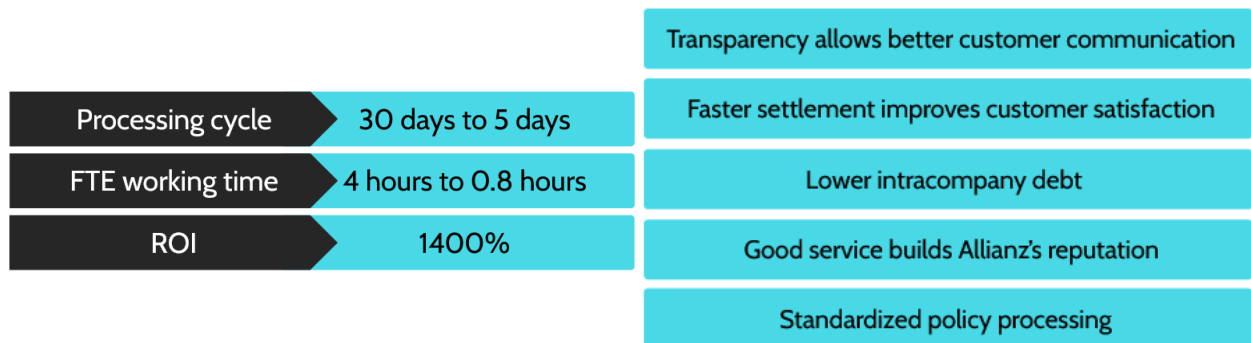 Processing cycle 30 days to 5 days
FTE working time 4 hours to 0.8 hours
ROI 1400%
Transparency allows better customer communication
Faster settlement improves customer satisfaction
Lower intracompany debt
Good service builds Allianz's reputation
Standardized policy processing